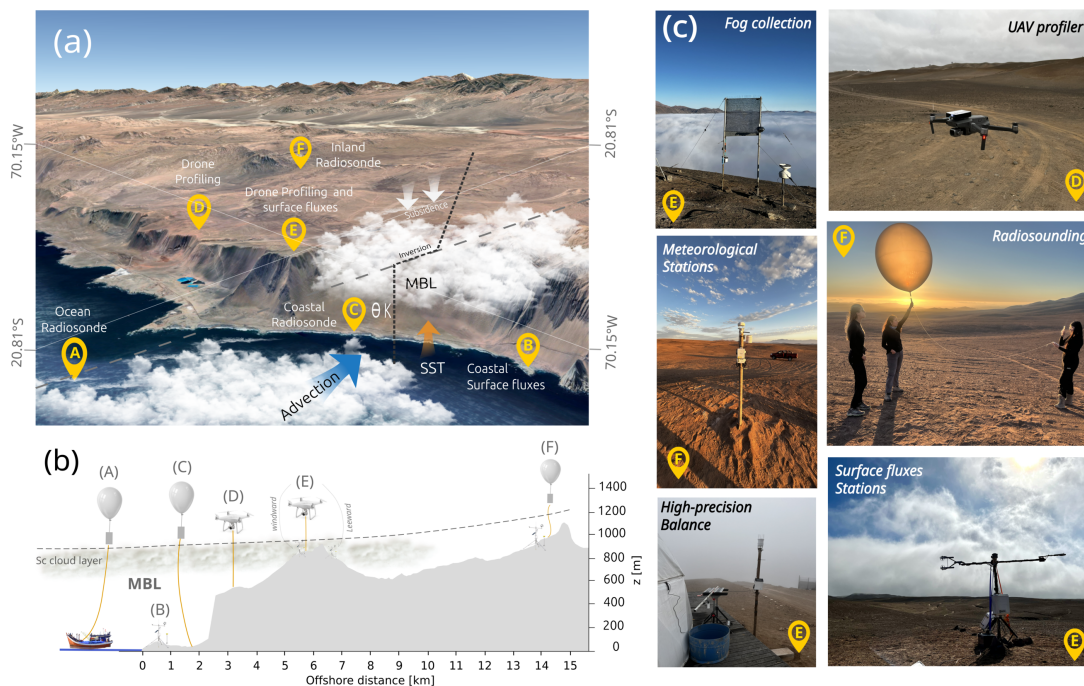 (a)
70.15°W
20.81°S
20.81°S
70.15°W
F
Inland
Radiosonde
Drone
Profiling
D
Drone Profiling and
surface fluxes
E
Subsidence
Inversion
MBL
Ocean
Radiosonde
A
Coastal
Radiosonde
C
θ K
SST
Advection
B
Coastal
Surface fluxes
(b)
(A)
(C)
(D)
(E)
(F)
windward
Leeward
Sc cloud layer
MBL
(B)
1400
1200
1000
800
600
400
200
0
z [m]
0 1 2 3 4 5 6 7 8 9 10 11 12 13 14 15
Offshore distance [km]
(c)
Fog collection
E
UAV profiler
D
Meteorological
Stations
F
F
Radiosounding
High-precision
Balance
E
Surface fluxes
Stations
E